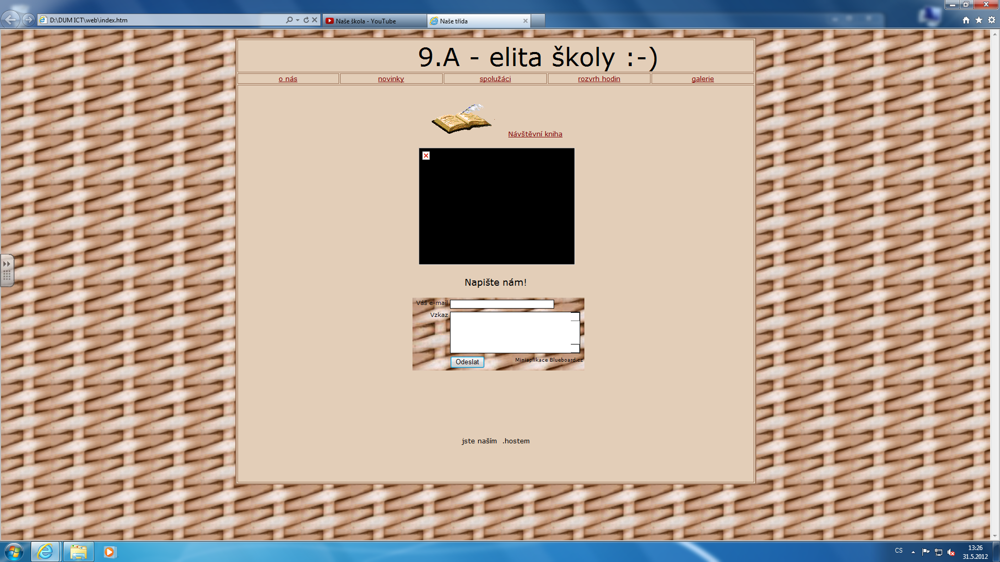 D:\DUM ICT\web\index.htm
Naše škola - YouTube
Naše třída
9.A - elita školy :-)
o nás
novinky
spolužáci
rozvrh hodin
galerie
Návštěvní kniha
Napište nám!
Váš e-mail
Vzkaz
Odeslat
Miniaplikace Blueboard.cz
jste naším .hostem
CS
13:26
31.5.2012